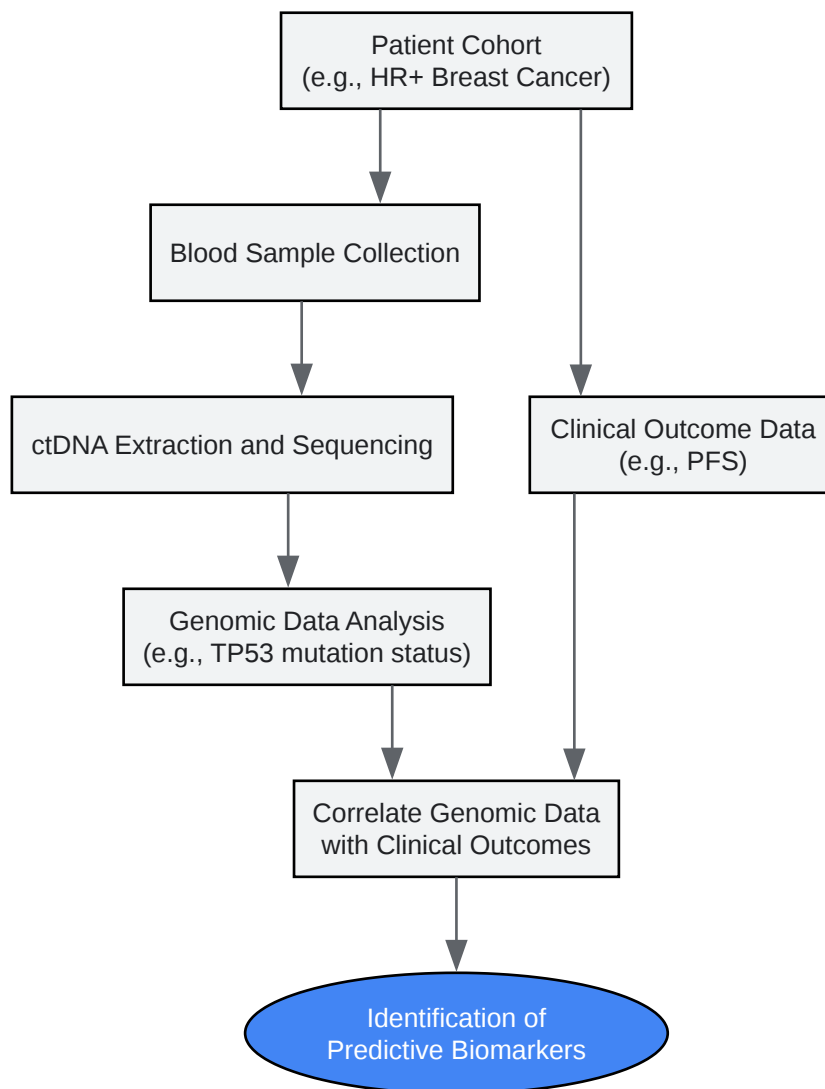 Patient Cohort
(e.g., HR+ Breast Cancer)
Blood Sample Collection
ctDNA Extraction and Sequencing
Clinical Outcome Data
(e.g., PFS)
Genomic Data Analysis
(e.g., TP53 mutation status)
Correlate Genomic Data
with Clinical Outcomes
Identification of
Predictive Biomarkers